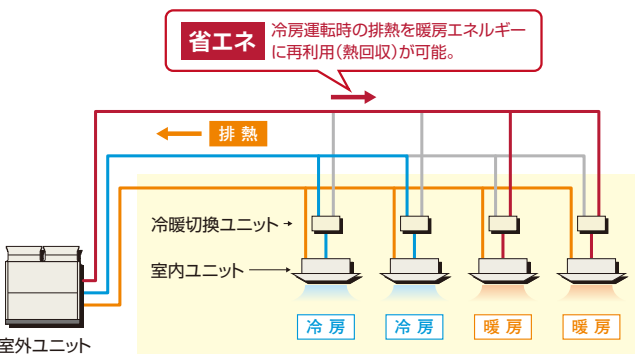 省エネ
冷房運転時の排熱を暖房エネルギー
に再利用(熱回収)が可能。
排熱
冷暖切換ユニット
室内ユニット
冷房
冷房
暖房
暖房
室外ユニット